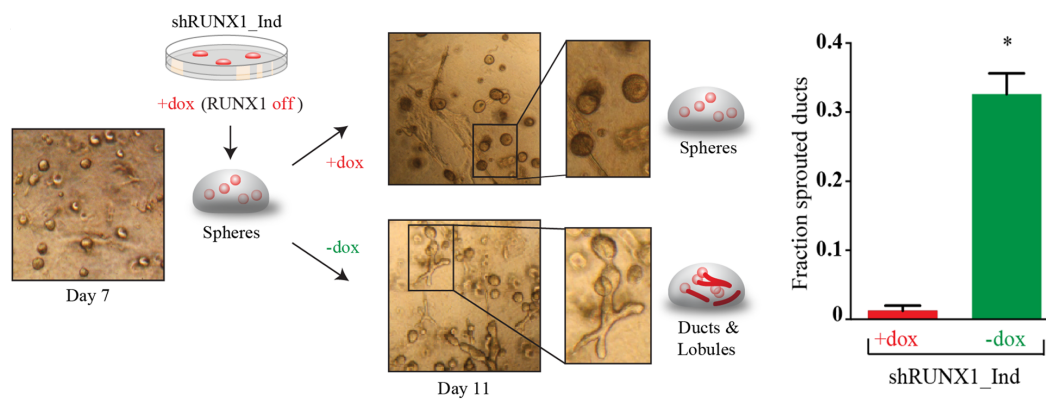 shRUNX1_Ind
+dox (RUNX1 off)
Day 7
Spheres
+dox
-dox
Spheres
Ducts &
Lobules
Day 11
Fraction sprouted ducts
0.4
0.3
0.2
0.1
0
*
+dox
-dox
shRUNX1_Ind